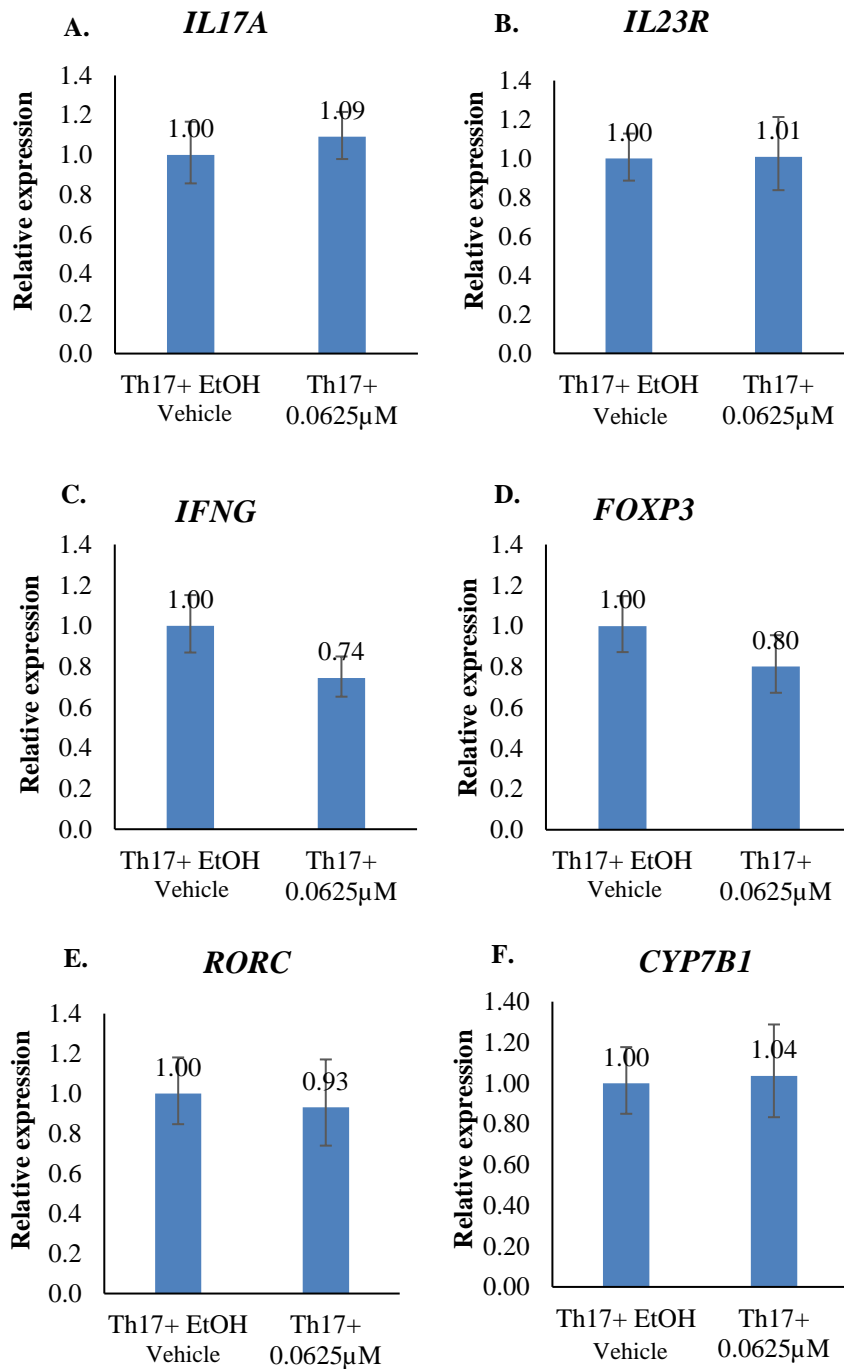 A.
IL17A
Relative expression
1.4
1.2
1.0
0.8
0.6
0.4
0.2
0.0
1.00
1.09
Th17+ EtOH
Vehicle
Th17+
0.0625µM
B.
IL23R
Relative expression
1.4
1.2
1.0
0.8
0.6
0.4
0.2
0.0
1.00
1.01
Th17+ EtOH
Vehicle
Th17+
0.0625µM
C.
IFNG
Relative expression
1.4
1.2
1.0
0.8
0.6
0.4
0.2
0.0
1.00
0.74
Th17+ EtOH
Vehicle
Th17+
0.0625µM
D.
FOXP3
Relative expression
1.4
1.2
1.0
0.8
0.6
0.4
0.2
0.0
1.00
0.80
Th17+ EtOH
Vehicle
Th17+
0.0625µM
E.
RORC
Relative expression
1.4
1.2
1.0
0.8
0.6
0.4
0.2
0.0
1.00
0.93
Th17+ EtOH
Vehicle
Th17+
0.0625µM
F.
CYP7B1
Relative expression
1.40
1.20
1.00
0.80
0.60
0.40
0.20
0.00
1.00
1.04
Th17+ EtOH
Vehicle
Th17+
0.0625µM